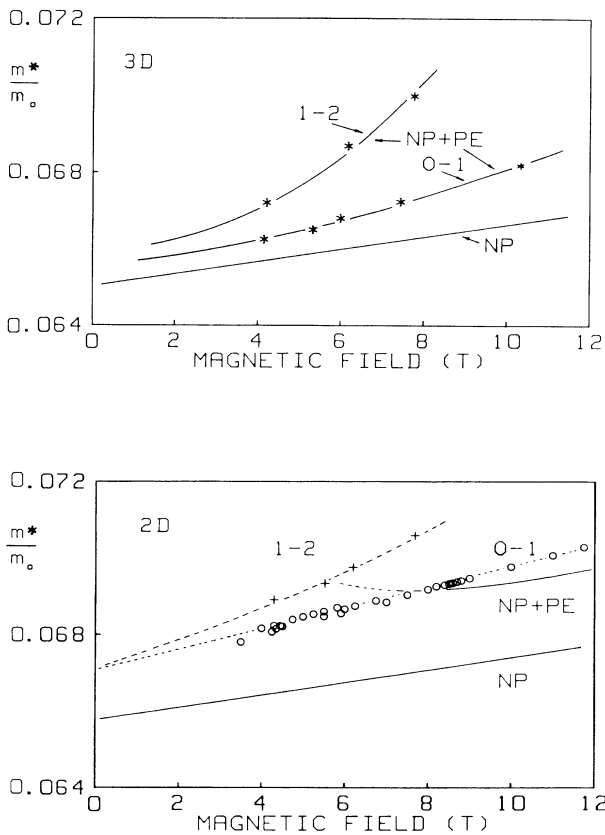 0.072
3D
m*
m₀
1-2
NP+PE
0-1
0.068
NP
0.064
0 2 4 6 8 10 12
MAGNETIC FIELD (T)
0.072
2D
m*
m₀
1-2
0-1
NP+PE
0.068
NP
0.064
0 2 4 6 8 10 12
MAGNETIC FIELD (T)